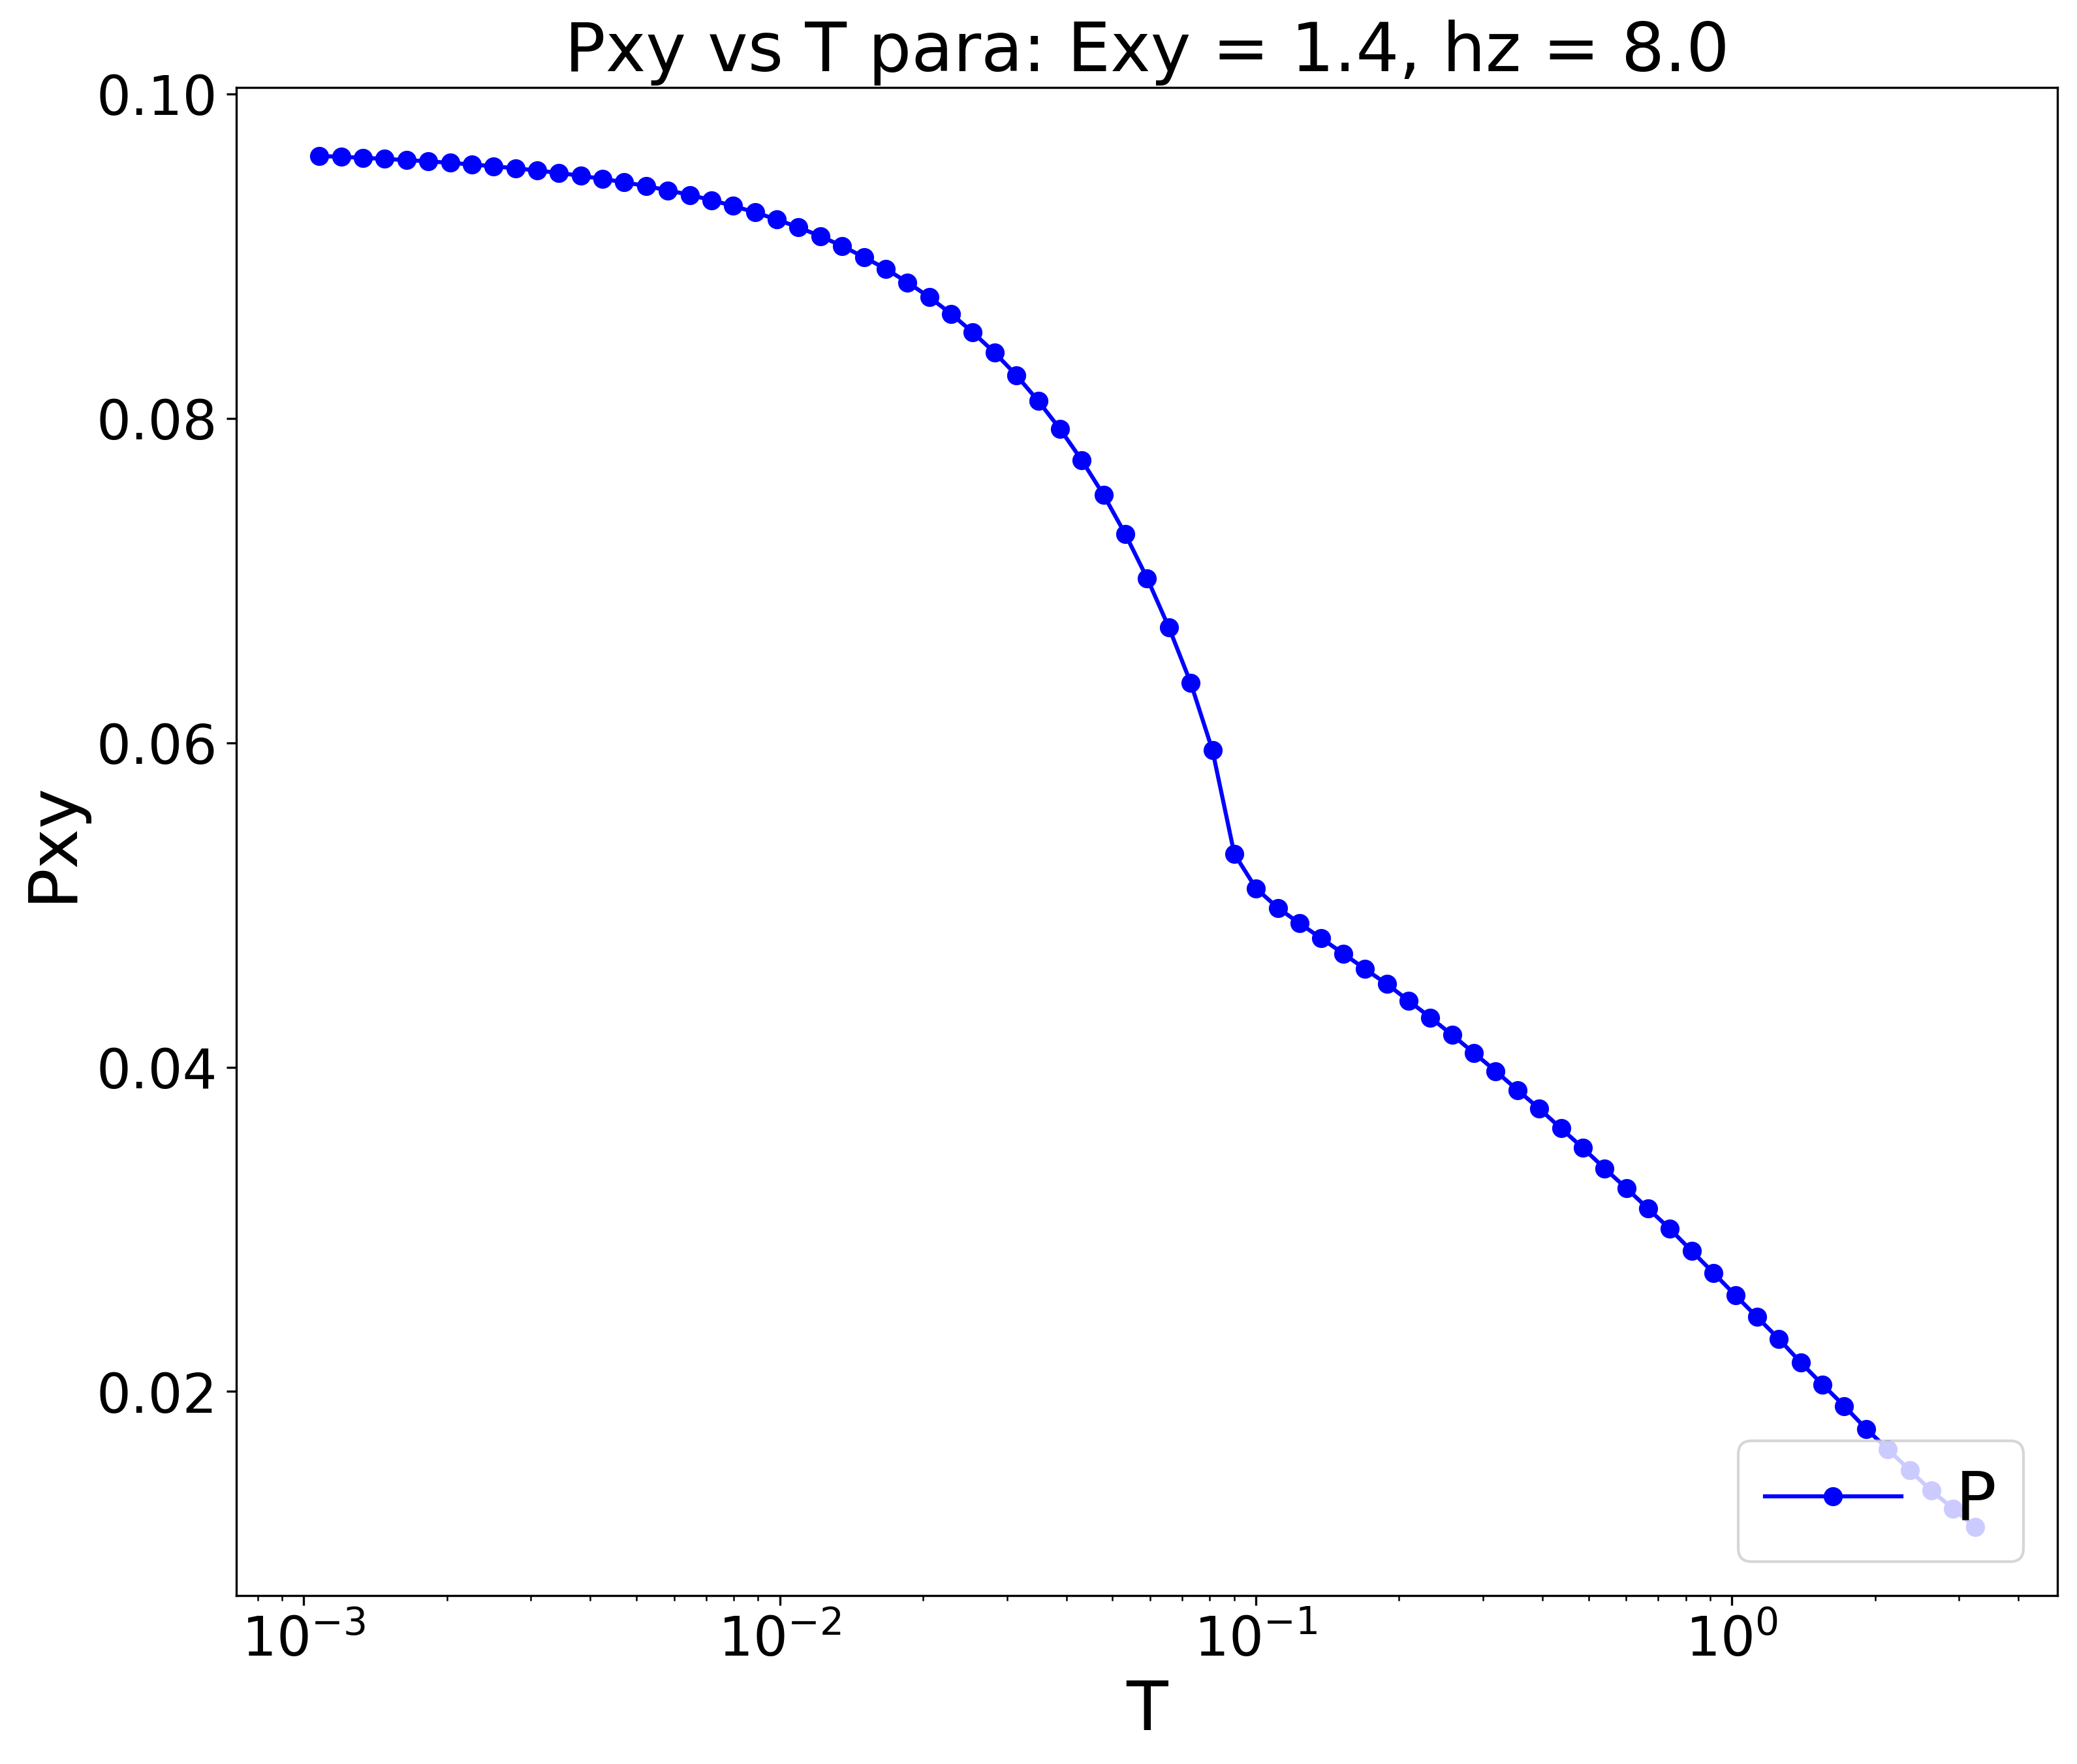 Pxy vs T para: Exy = 1.4, hz = 8.0
0.10
0.08
0.06
0.04
0.02
Pxy
P
10⁻³ 10⁻² 10⁻¹ 10⁰
T